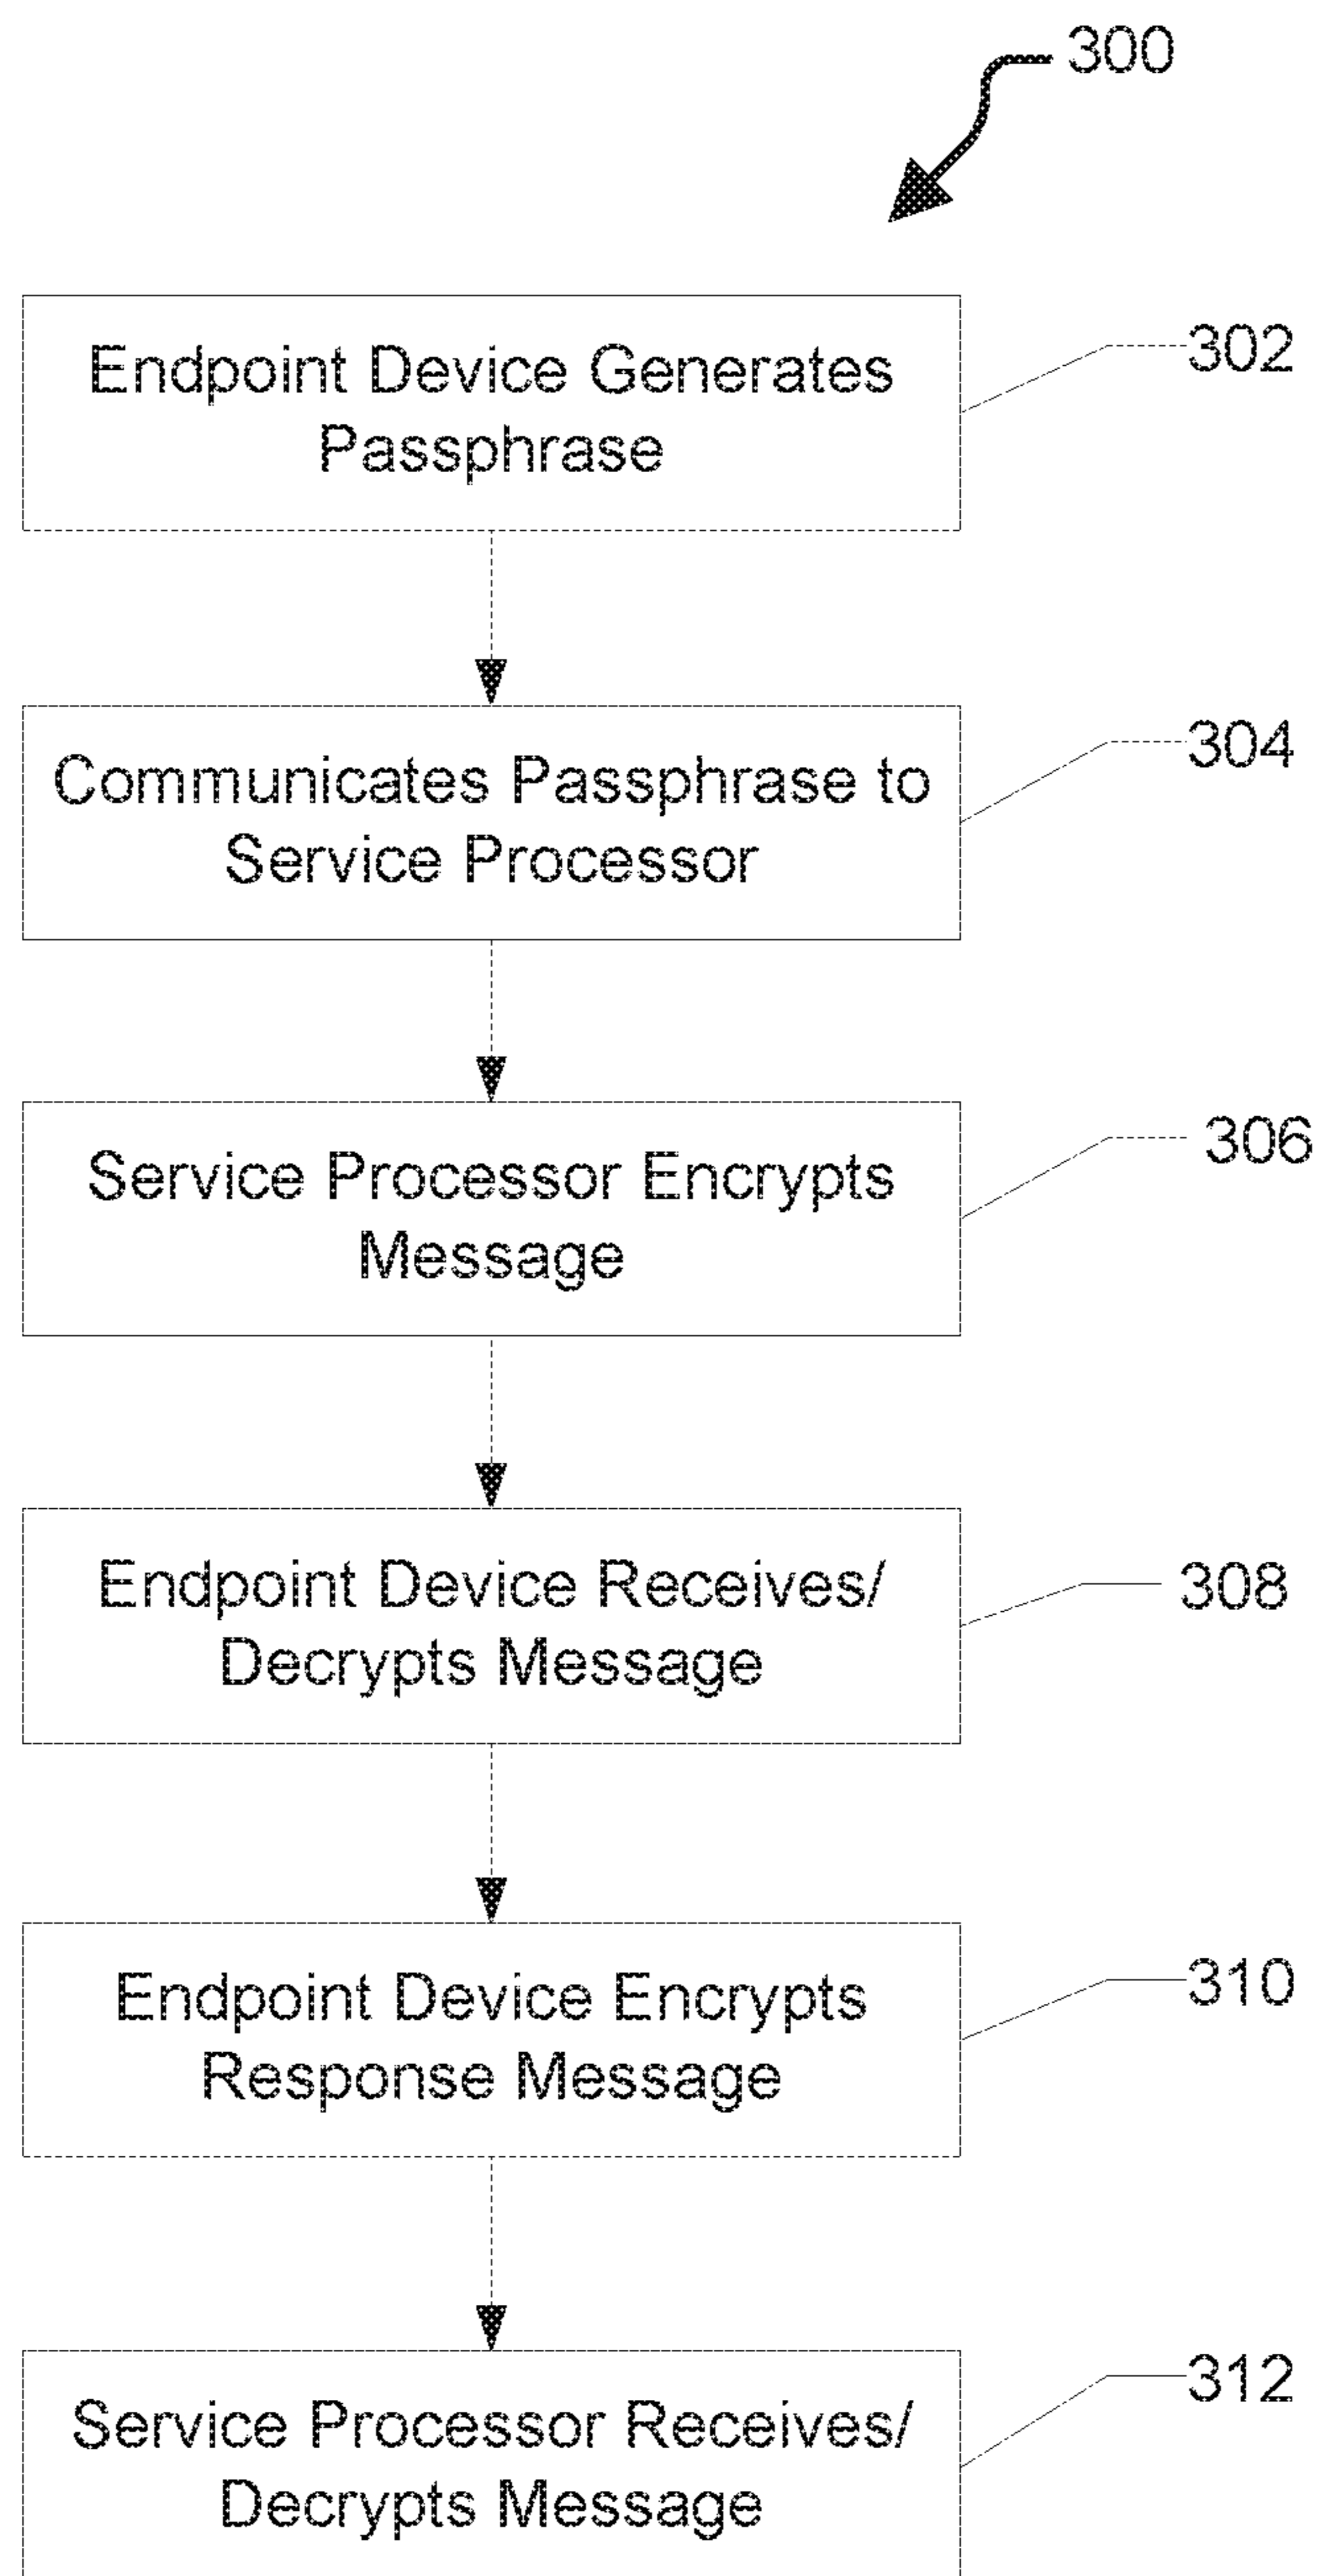 300
Endpoint Device Generates
Passphrase
302
Communicates Passphrase to
Service Processor
304
Service Processor Encrypts
Message
306
Endpoint Device Receives/
Decrypts Message
308
Endpoint Device Encrypts
Response Message
310
Service Processor Receives/
Decrypts Message
312